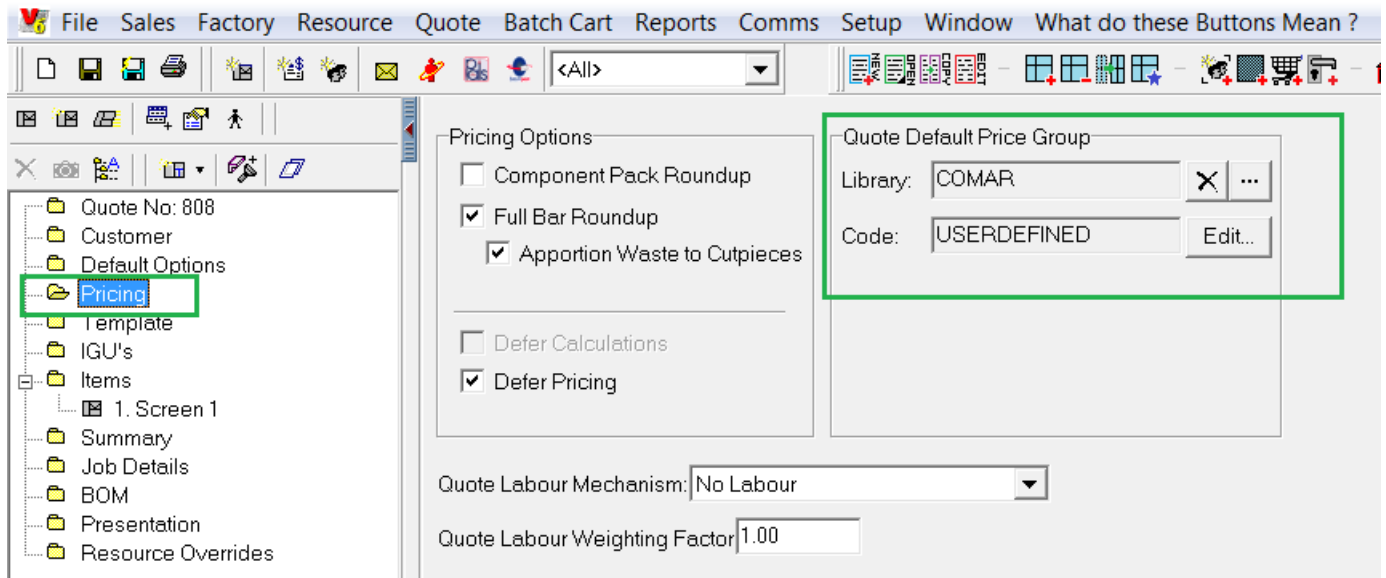 File Sales Factory Resource Quote Batch Cart Reports Comms Setup Window What do these Buttons Mean ?
<All>
Quote No: 808
Customer
Default Options
Pricing
Template
IGU's
Items
1. Screen 1
Summary
Job Details
BOM
Presentation
Resource Overrides
Pricing Options
Component Pack Roundup
Full Bar Roundup
Apportion Waste to Cutpieces
Defer Calculations
Defer Pricing
Quote Default Price Group
Library: COMAR ...
Code: USERDEFINED Edit...
Quote Labour Mechanism: No Labour
Quote Labour Weighting Factor 1.00